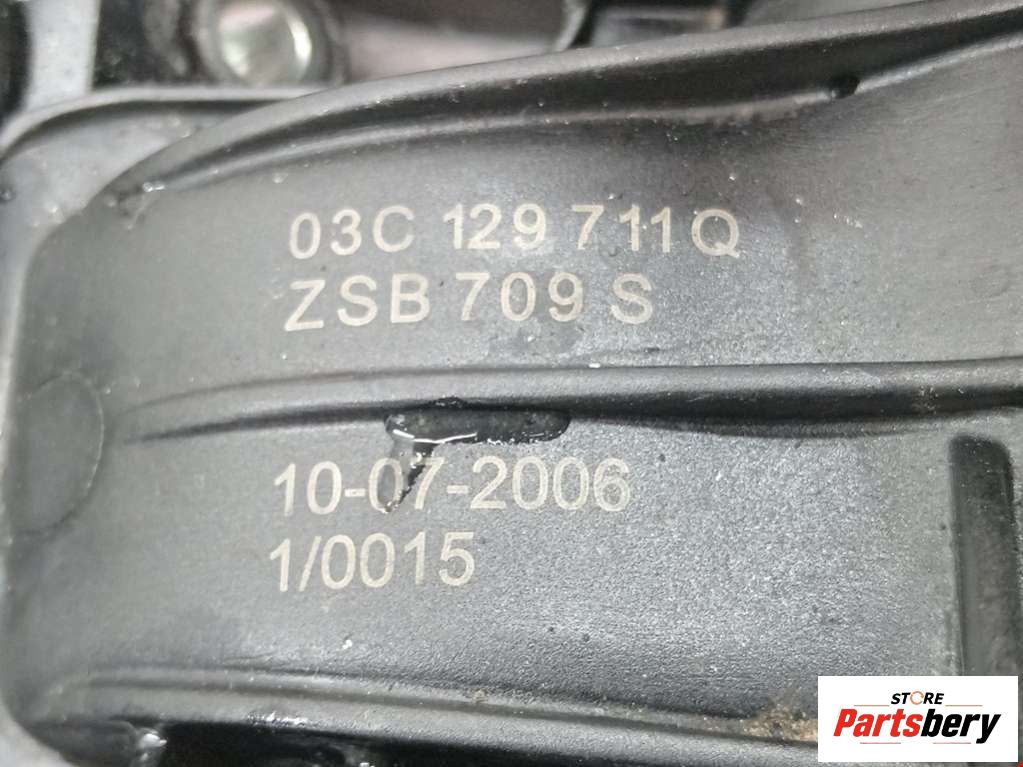 03C 129 711Q
ZSB 709 S
10-07-2006
1/0015
STORE
Partsbery